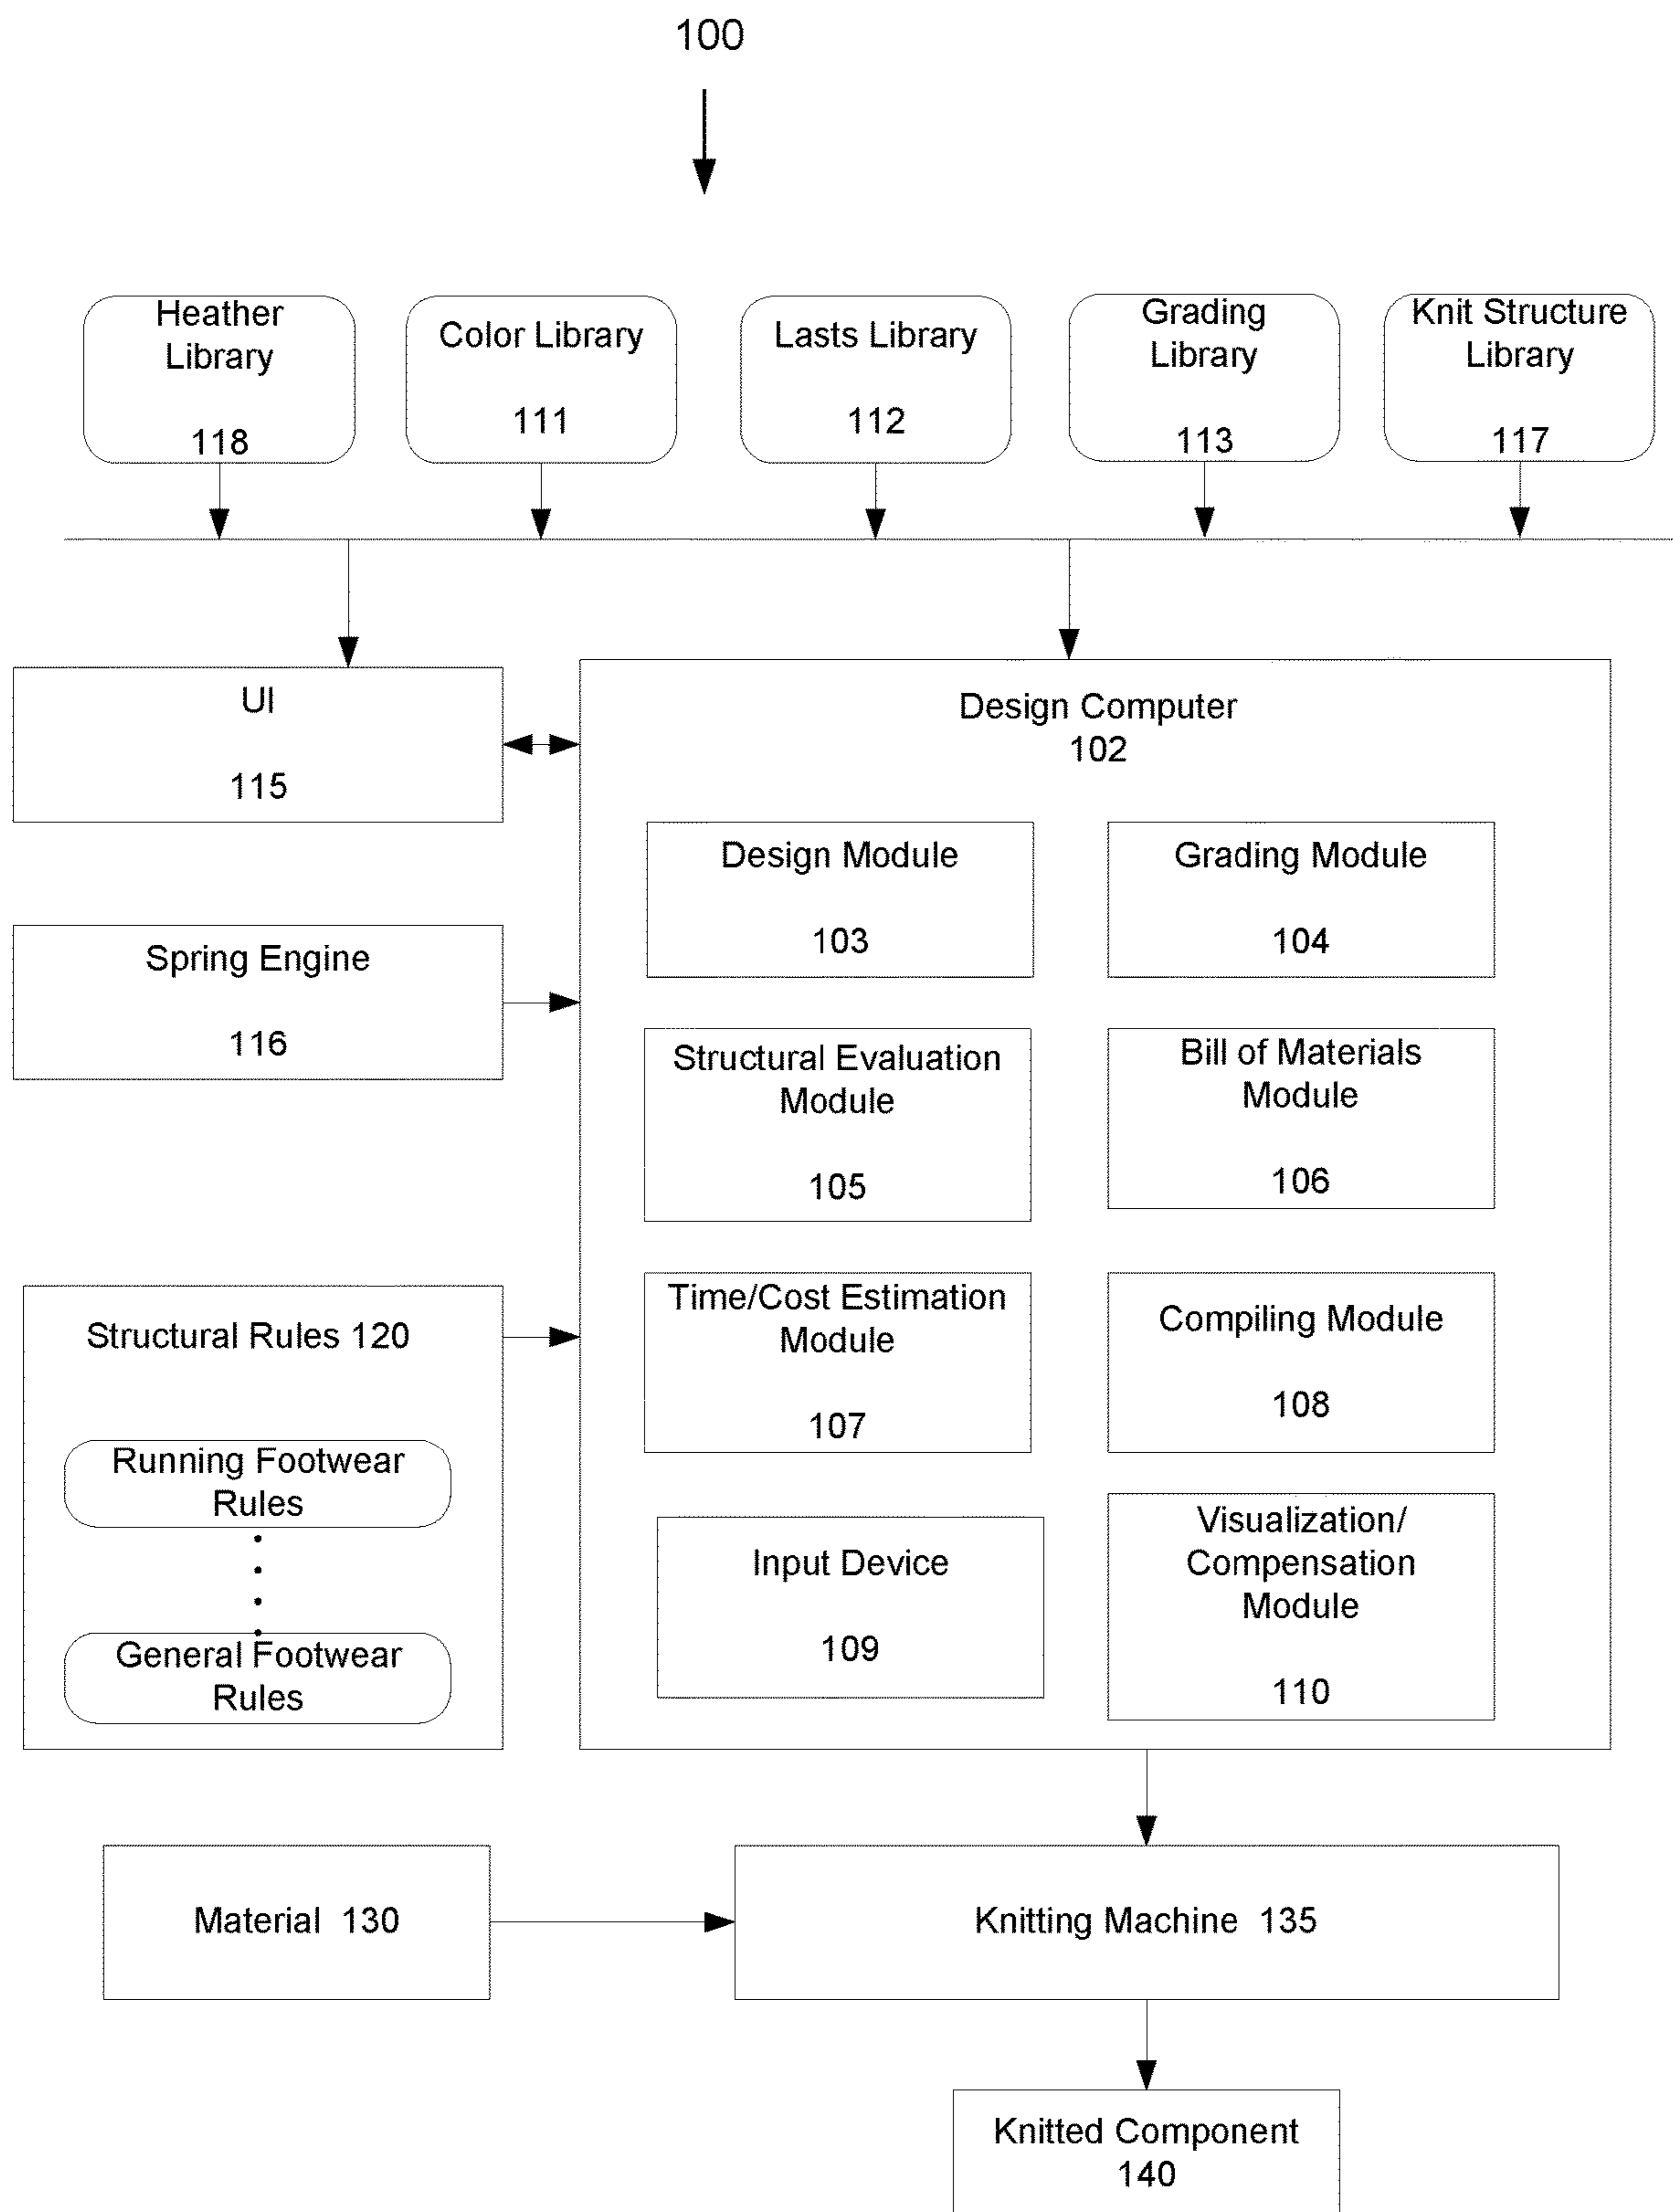 100
Heather
Library
118
Color Library
111
Lasts Library
112
Grading
Library
113
Knit Structure
Library
117
UI
115
Design Computer
102
Design Module
103
Grading Module
104
Spring Engine
116
Structural Evaluation
Module
105
Bill of Materials
Module
106
Structural Rules 120
Running Footwear
Rules
General Footwear
Rules
Time/Cost Estimation
Module
107
Compiling Module
108
Input Device
109
Visualization/
Compensation
Module
110
Material 130
Knitting Machine 135
Knitted Component
140